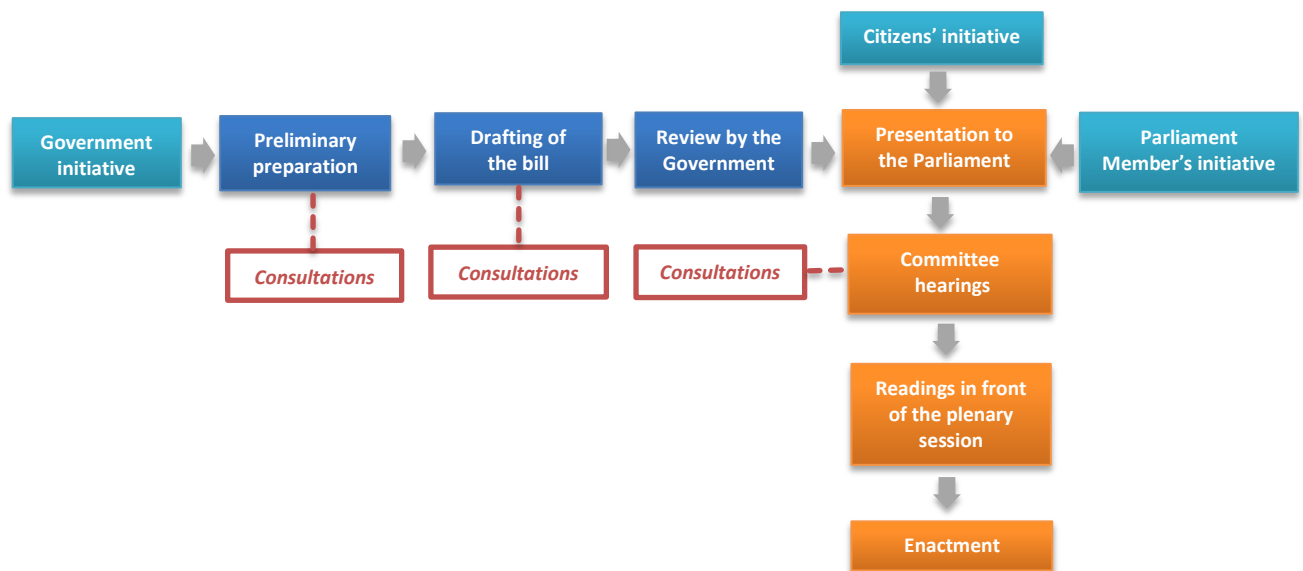 Citizens’ initiative
Government
initiative
Preliminary
preparation
Drafting of
the bill
Review by the
Government
Presentation to
the Parliament
Parliament
Member’s initiative
Consultations
Consultations
Consultations
Committee
hearings
Readings in front
of the plenary
session
Enactment